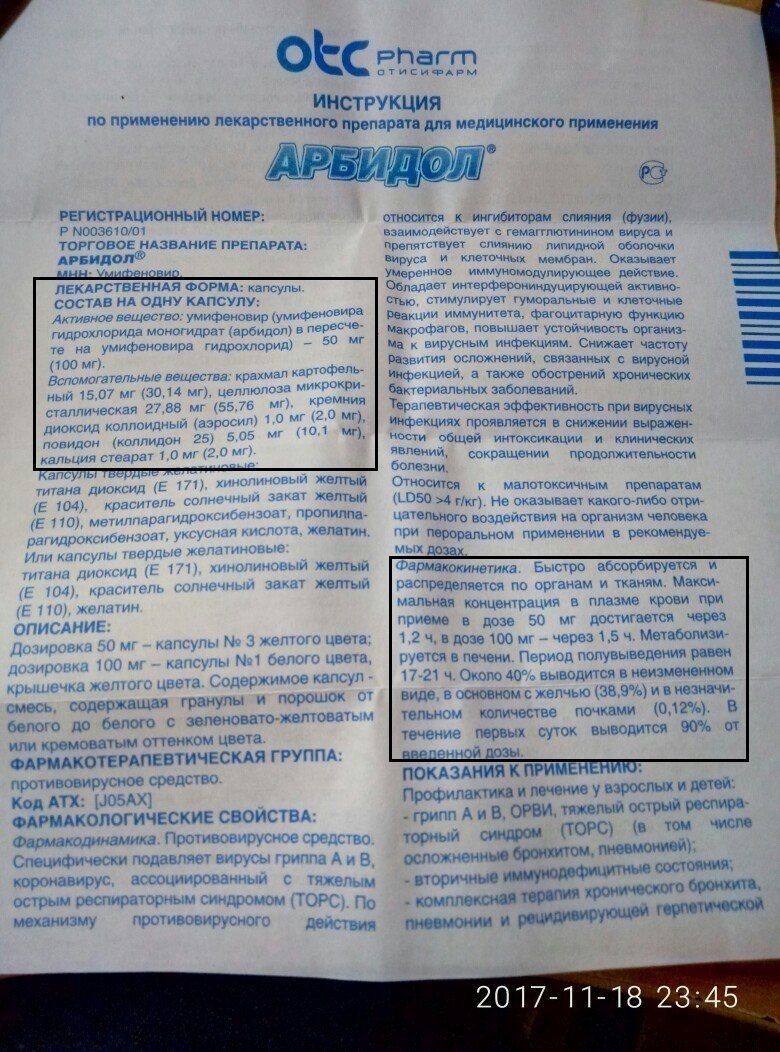 отс pharm
ОТИСИФАРМ
ИНСТРУКЦИЯ
по применению лекарственного препарата для медицинского применения
АРБИДОЛ®
РЕГИСТРАЦИОННЫЙ НОМЕР:
Р N003610/01
ТОРГОВОЕ НАЗВАНИЕ ПРЕПАРАТА:
АРБИДОЛ®
МНН: Умифеновир.
ЛЕКАРСТВЕННАЯ ФОРМА: капсулы.
СОСТАВ НА ОДНУ КАПСУЛУ:
Активное вещество: умифеновир (умифеновира
гидрохлорида моногидрат (арбидол) в пересче-
те на умифеновира гидрохлорид) – 50 мг
(100 мг).
Вспомогательные вещества: крахмал картофель-
ный 15,07 мг (30,14 мг), целлюлоза микрокри-
сталлическая 27,88 мг (55,76 мг), кремния
диоксид коллоидный (аэросил) 1,0 мг (2,0 мг),
повидон (коллидон 25) 5,05 мг (10,1 мг),
кальция стеарат 1,0 мг (2,0 мг).
Капсулы твердые желатиновые:
титана диоксид (Е 171), хинолиновый желтый
(Е 104), краситель солнечный закат желтый
(Е 110), метилпарагидроксибензоат, пропилпа-
рагидроксибензоат, уксусная кислота, желатин.
Или капсулы твердые желатиновые:
титана диоксид (Е 171), хинолиновый желтый
(Е 104), краситель солнечный закат желтый
(Е 110), желатин.
ОПИСАНИЕ:
Дозировка 50 мг – капсулы № 3 желтого цвета;
дозировка 100 мг – капсулы №1 белого цвета,
крышечка желтого цвета. Содержимое капсул -
смесь, содержащая гранулы и порошок от
белого до белого с зеленовато-желтоватым
или кремоватым оттенком цвета.
ФАРМАКОТЕРАПЕВТИЧЕСКАЯ ГРУППА:
противовирусное средство.
Код АТХ: [J05AX]
ФАРМАКОЛОГИЧЕСКИЕ СВОЙСТВА:
Фармакодинамика. Противовирусное средство.
Специфически подавляет вирусы гриппа А и В,
коронавирус, ассоциированный с тяжелым
острым респираторным синдромом (ТОРС). По
механизму противовирусного действия
относится к ингибиторам слияния (фузии),
взаимодействует с гемагглютинином вируса и
препятствует слиянию липидной оболочки
вируса и клеточных мембран. Оказывает
умеренное иммуномодулирующее действие.
Обладает интерферониндуцирующей активно-
стью, стимулирует гуморальные и клеточные
реакции иммунитета, фагоцитарную функцию
макрофагов, повышает устойчивость организ-
ма к вирусным инфекциям. Снижает частоту
развития осложнений, связанных с вирусной
инфекцией, а также обострений хронических
бактериальных заболеваний.
Терапевтическая эффективность при вирусных
инфекциях проявляется в снижении выражен-
ности общей интоксикации и клинических
явлений, сокращении продолжительности
болезни.
Относится к малотоксичным препаратам
(LD50 >4 г/кг). Не оказывает какого-либо отри-
цательного воздействия на организм человека
при пероральном применении в рекомендуе-
мых дозах.
Фармакокинетика. Быстро абсорбируется и
распределяется по органам и тканям. Макси-
мальная концентрация в плазме крови при
приеме в дозе 50 мг достигается через
1,2 ч, в дозе 100 мг – через 1,5 ч. Метаболизи-
руется в печени. Период полувыведения равен
17-21 ч. Около 40% выводится в неизмененном
виде, в основном с желчью (38,9%) и в незначи-
тельном количестве почками (0,12%). В
течение первых суток выводится 90% от
введенной дозы.
ПОКАЗАНИЯ К ПРИМЕНЕНИЮ:
Профилактика и лечение у взрослых и детей:
- грипп А и В, ОРВИ, тяжелый острый респира-
торный синдром (ТОРС) (в том числе
осложненные бронхитом, пневмонией);
- вторичные иммунодефицитные состояния;
- комплексная терапия хронического бронхита,
пневмонии и рецидивирующей герпетической
2017-11-18 23:45